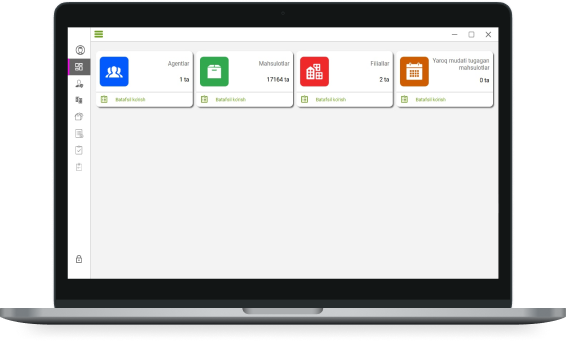 Agentlar
1 ta
Batafsil ko'rish
Mahsulotlar
17164 ta
Batafsil ko'rish
Filiallar
2 ta
Batafsil ko'rish
Yaroq mudati tugagan
mahsulotlar
0 ta
Batafsil ko'rish